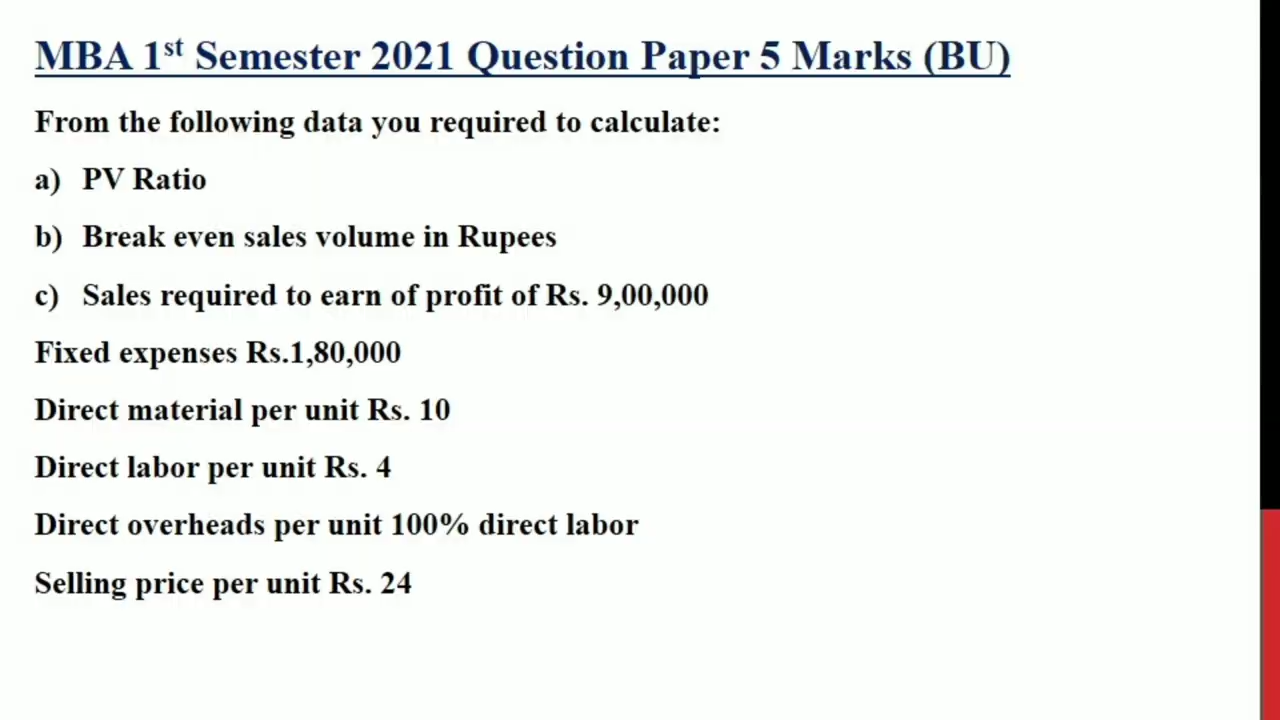 MBA 1st Semester 2021 Question Paper 5 Marks (BU)
From the following data you required to calculate:
a) PV Ratio
b) Break even sales volume in Rupees
c) Sales required to earn of profit of Rs. 9,00,000
Fixed expenses Rs.1,80,000
Direct material per unit Rs. 10
Direct labor per unit Rs. 4
Direct overheads per unit 100% direct labor
Selling price per unit Rs. 24